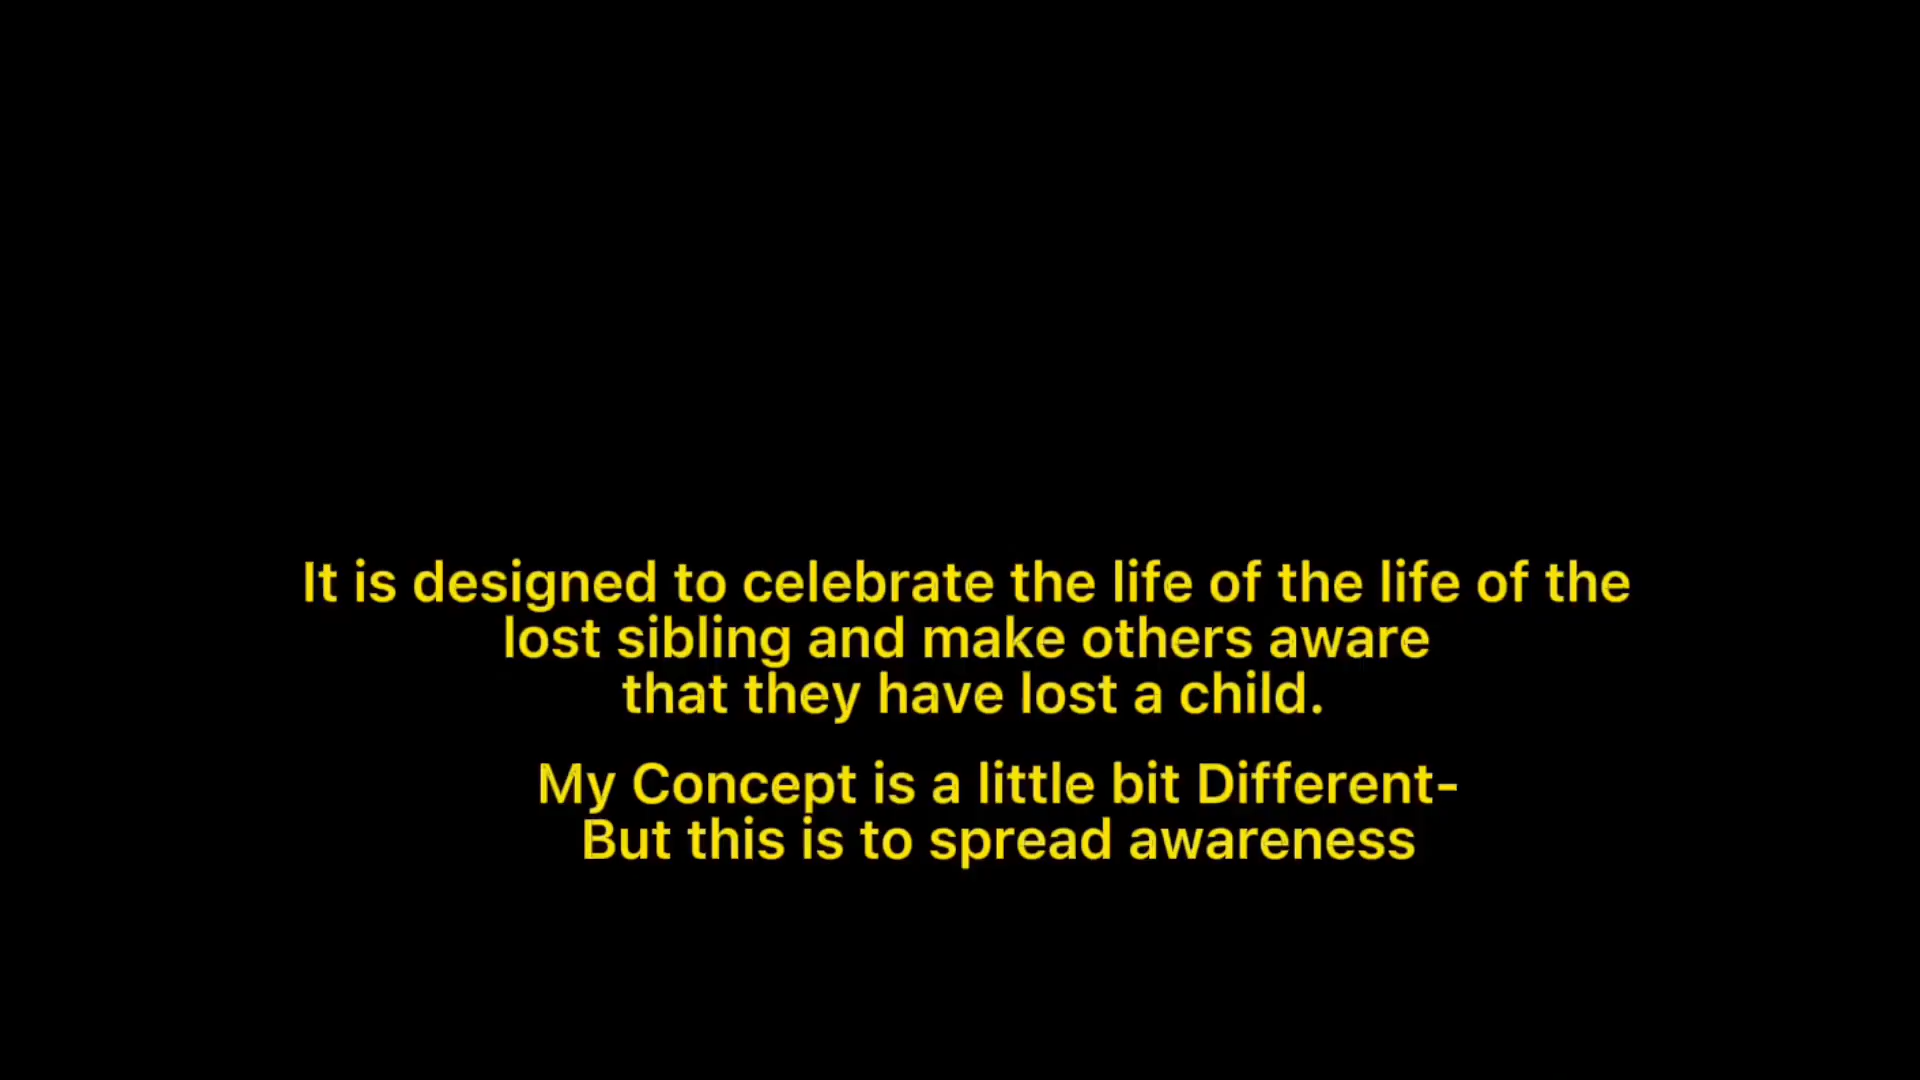 It is designed to celebrate the life of the life of the
lost sibling and make others aware
that they have lost a child.
My Concept is a little bit Different-
But this is to spread awareness